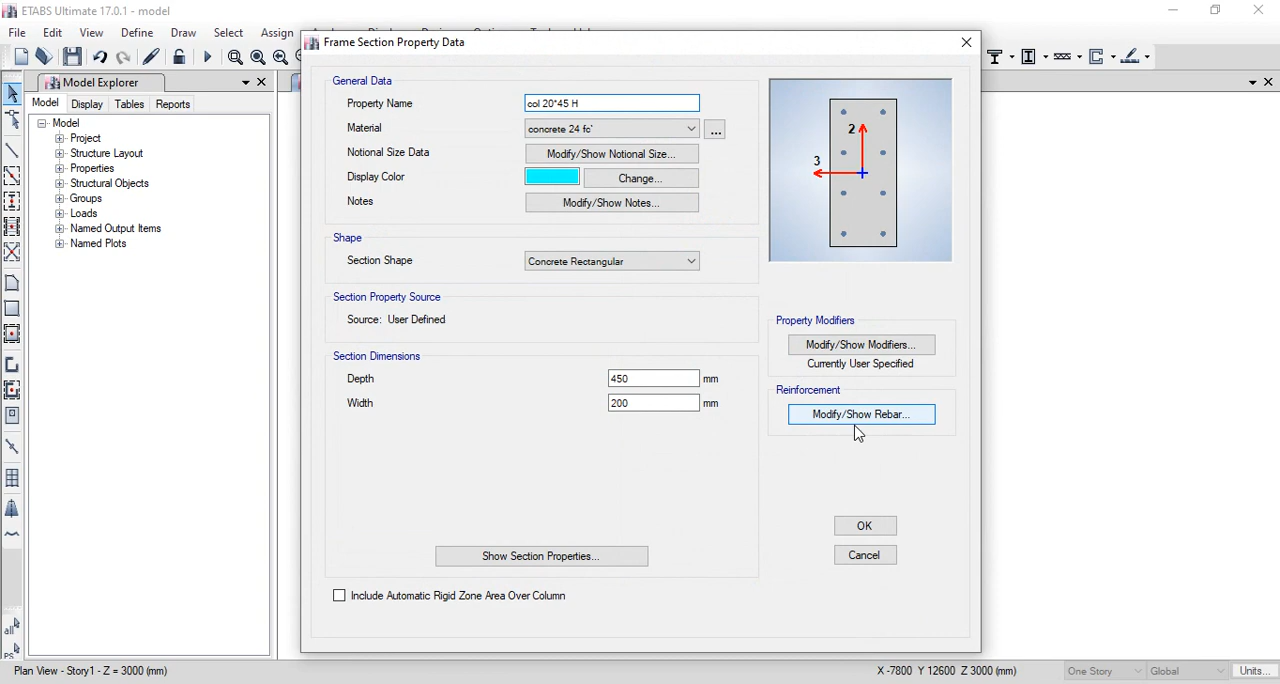 ETABS Ultimate 17.0.1 - model
File Edit View Define Draw Select Assign
Model Explorer
Model Display Tables Reports
Model
Project
Structure Layout
Properties
Structural Objects
Groups
Loads
Named Output Items
Named Plots
Frame Section Property Data
General Data
Property Name col 20*45 H
Material concrete 24 fc' ...
Notional Size Data Modify/Show Notional Size...
Display Color Change...
Notes Modify/Show Notes...
Shape
Section Shape Concrete Rectangular
Section Property Source
Source: User Defined
Section Dimensions
Depth 450 mm
Width 200 mm
Show Section Properties...
Include Automatic Rigid Zone Area Over Column
2
3
Property Modifiers
Modify/Show Modifiers...
Currently User Specified
Reinforcement
Modify/Show Rebar...
OK
Cancel
all
PS
Plan View - Story1 - Z = 3000 (mm) X -7800 Y 12600 Z 3000 (mm) One Story Global Units...